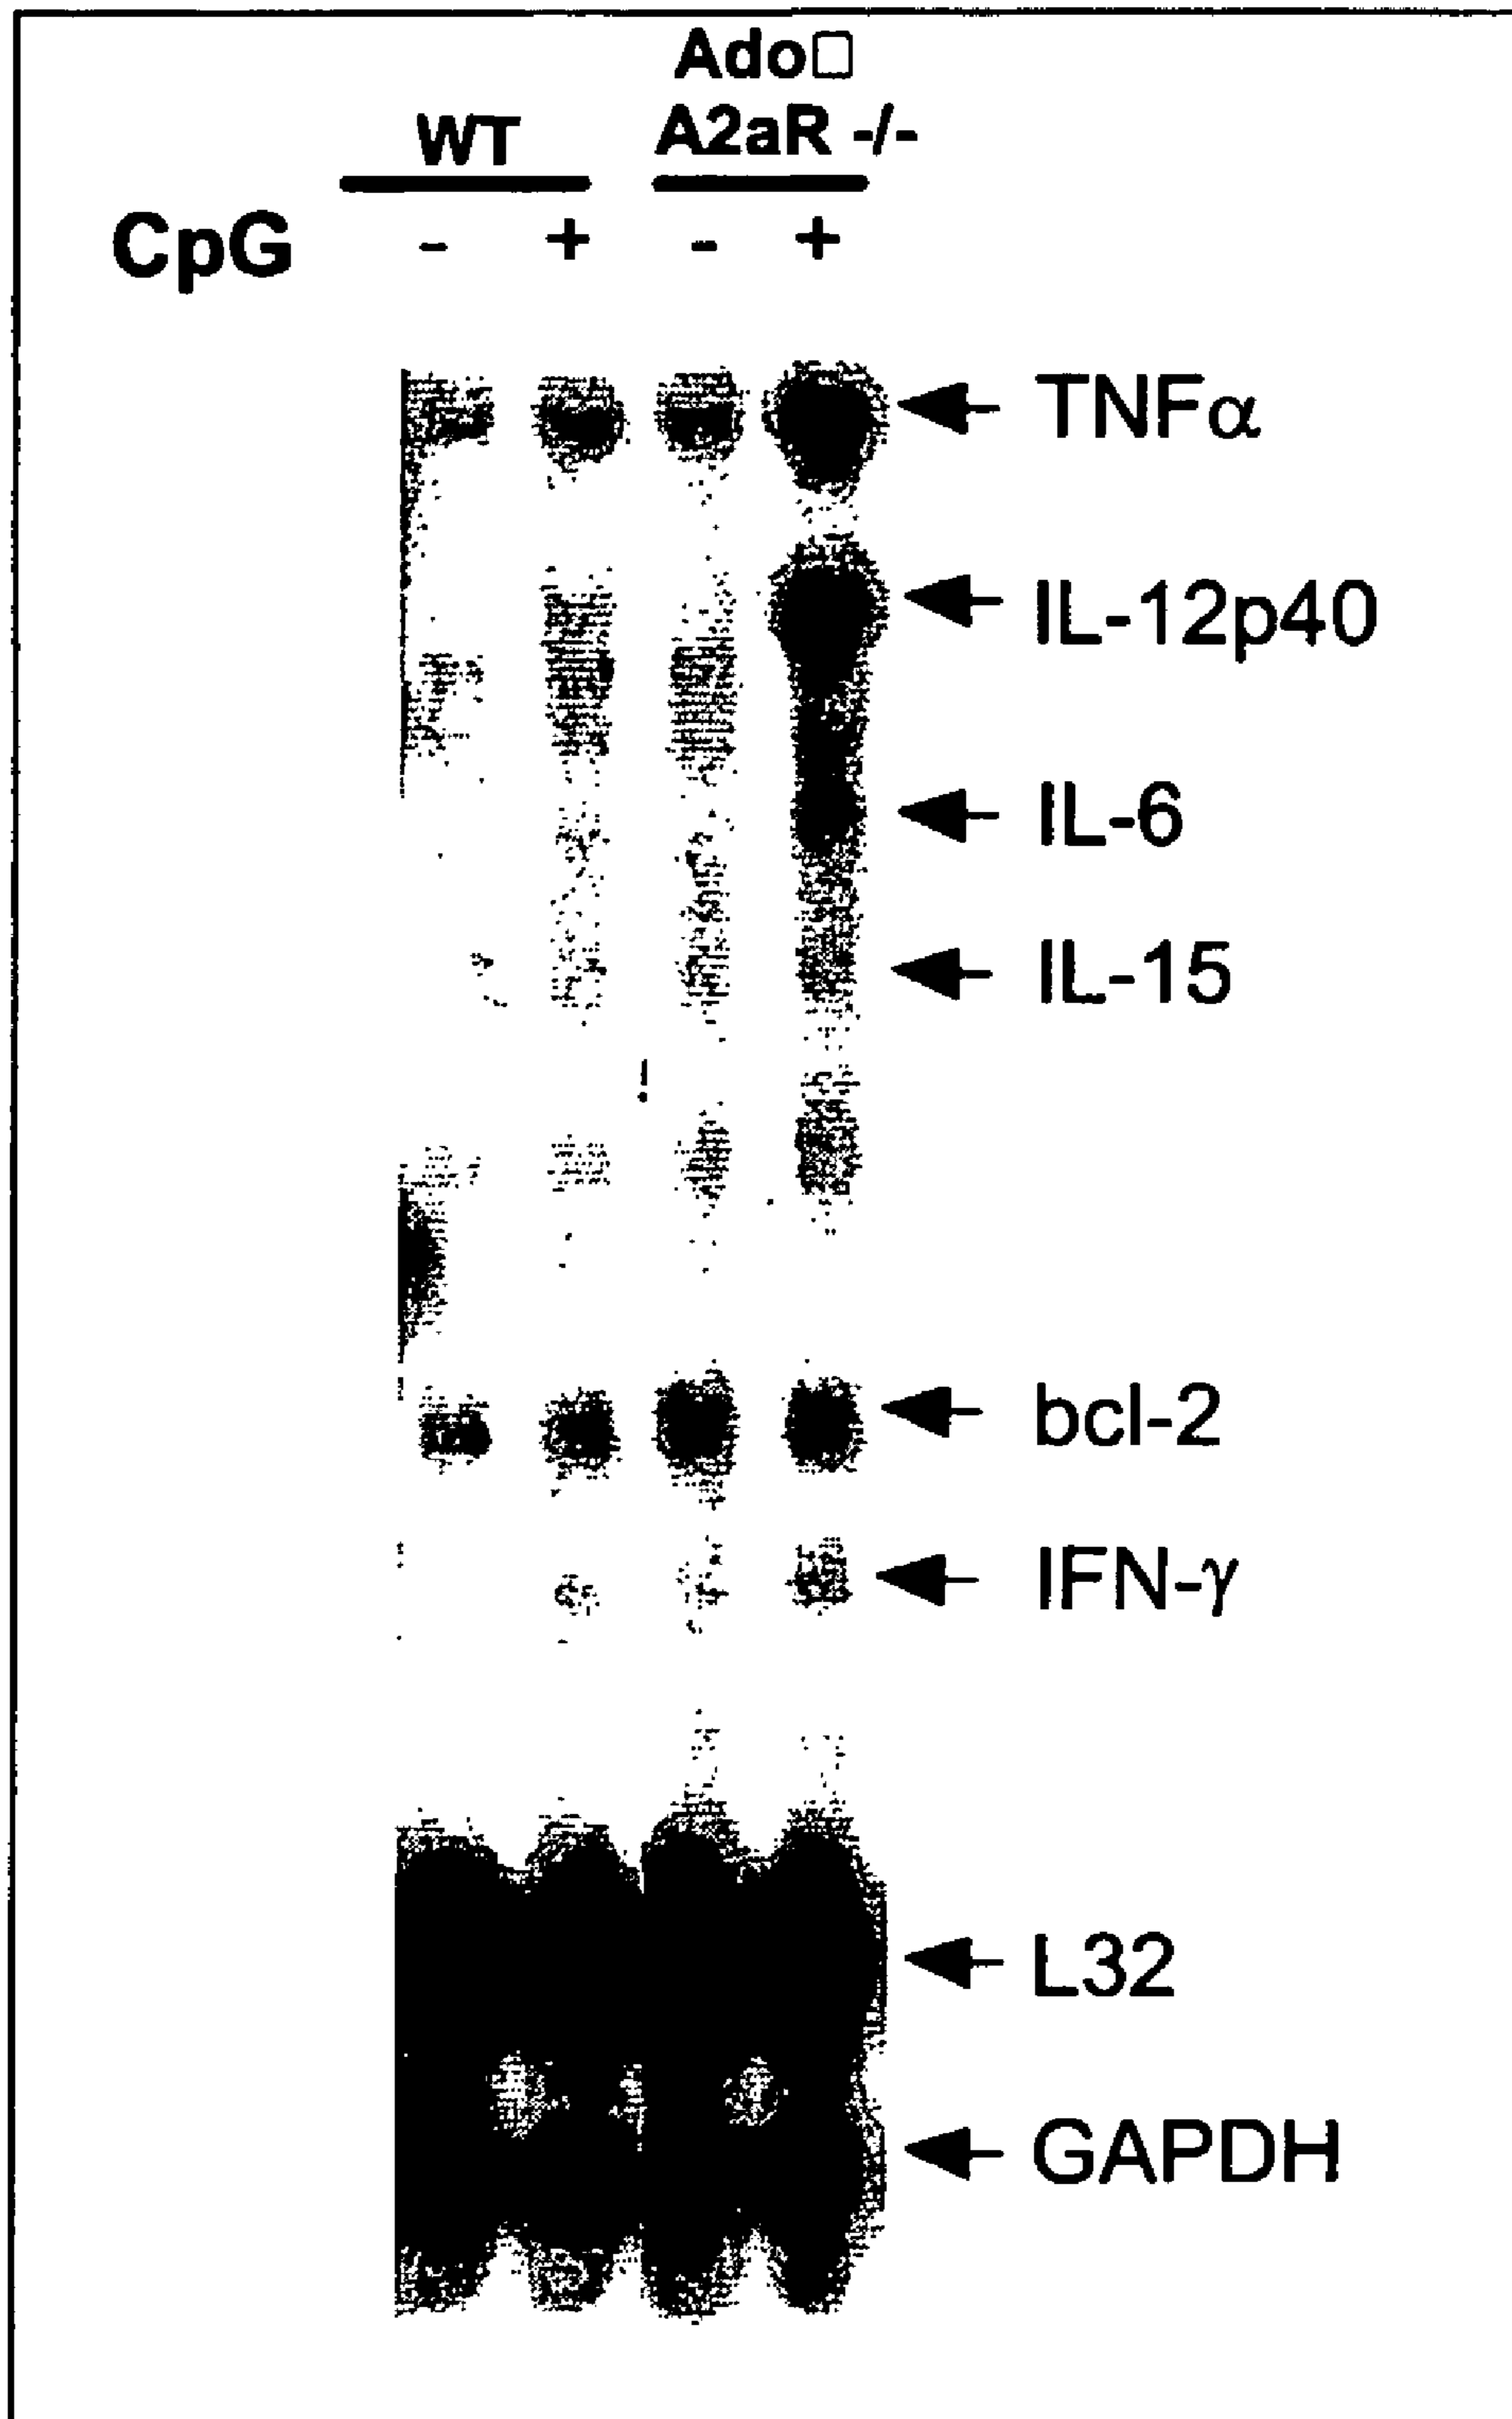 Ado□
WT A2aR -/-
CpG - + - +
TNFα
IL-12p40
IL-6
IL-15
bcl-2
IFN-γ
L32
GAPDH